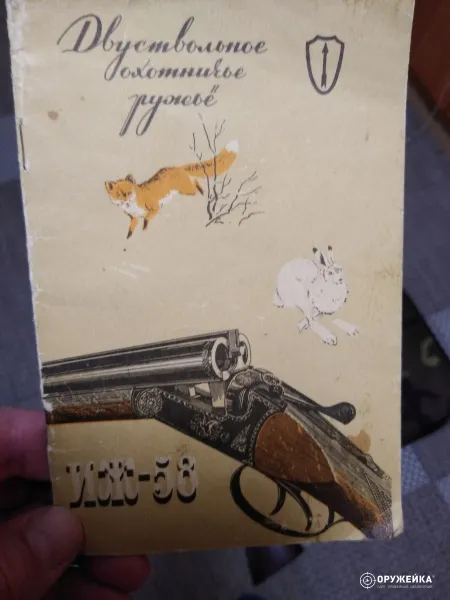 Двуствольное
охотничье
ружьё
ИЖ-58
ОРУЖЕЙКА